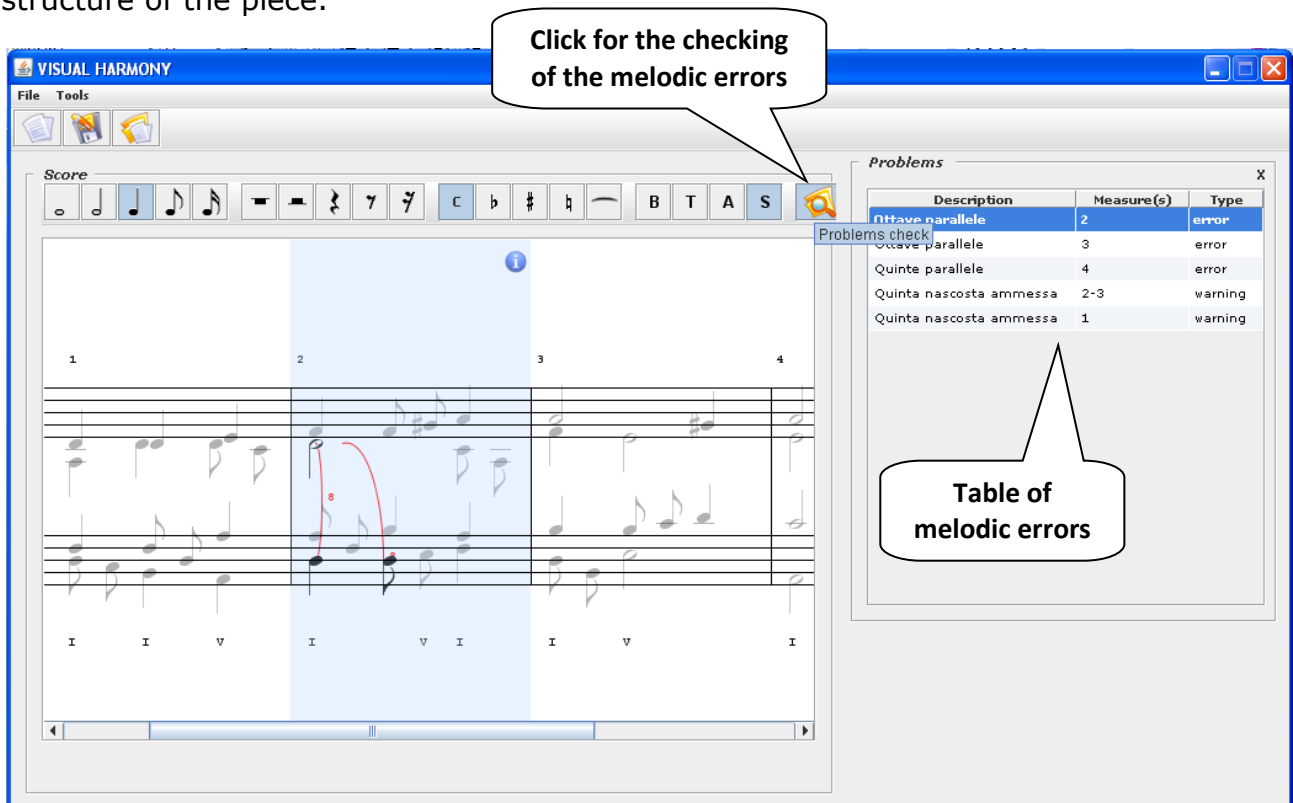 structure of the piece.
Click for the checking
of the melodic errors
VISUAL HARMONY
File Tools
Score
C B T A S
Problems check
1 2 3 4
8
I I V I V I I V I
Problems
X
Description Measure(s) Type
Ottave parallele 2 error
Ottave parallele 3 error
Quinte parallele 4 error
Quinta nascosta ammessa 2-3 warning
Quinta nascosta ammessa 1 warning
Table of
melodic errors